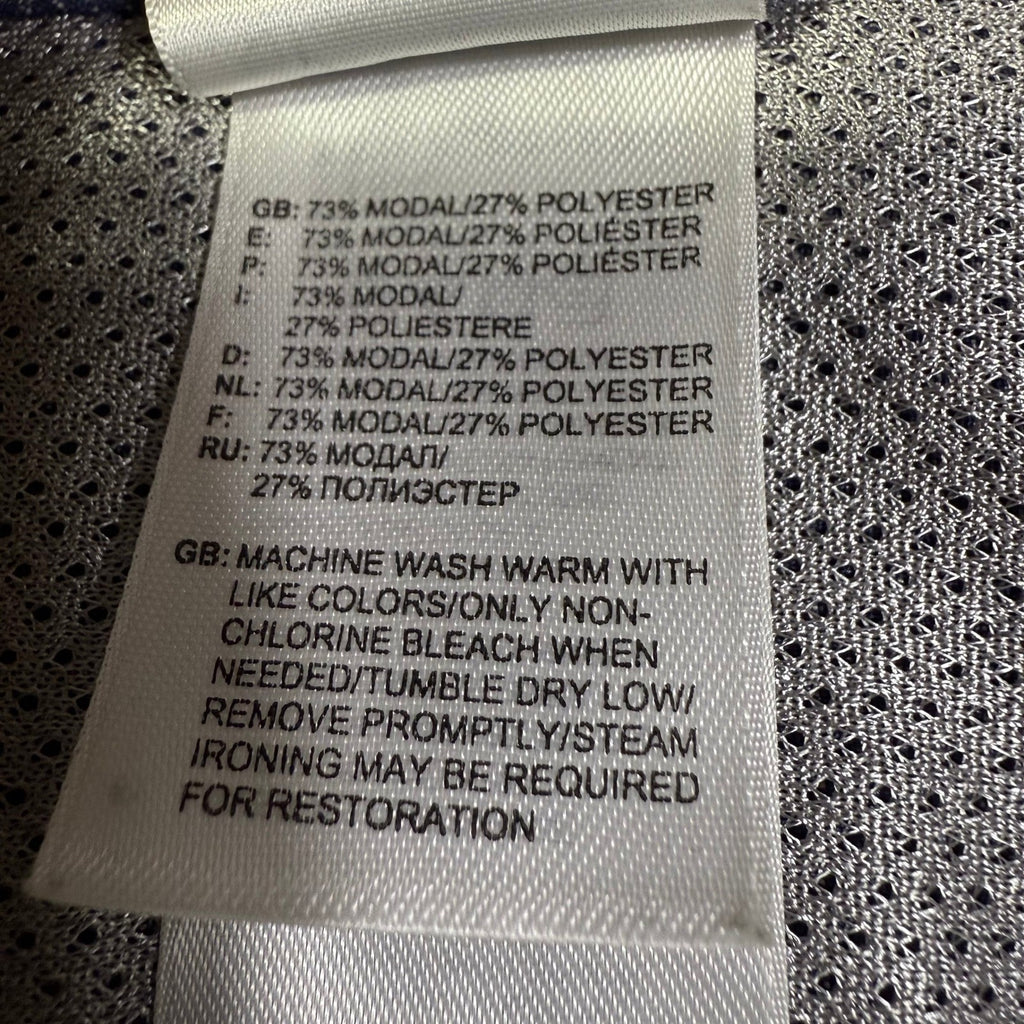 GB: 73% MODAL/27% POLYESTER
E: 73% MODAL/27% POLIÉSTER
P: 73% MODAL/27% POLIÉSTER
I: 73% MODAL/
27% POLIESTERE
D: 73% MODAL/27% POLYESTER
NL: 73% MODAL/27% POLYESTER
F: 73% MODAL/27% POLYESTER
RU: 73% МОДАЛ/
27% ПОЛИЭСТЕР
GB: MACHINE WASH WARM WITH
LIKE COLORS/ONLY NON-
CHLORINE BLEACH WHEN
NEEDED/TUMBLE DRY LOW/
REMOVE PROMPTLY/STEAM
IRONING MAY BE REQUIRED
FOR RESTORATION